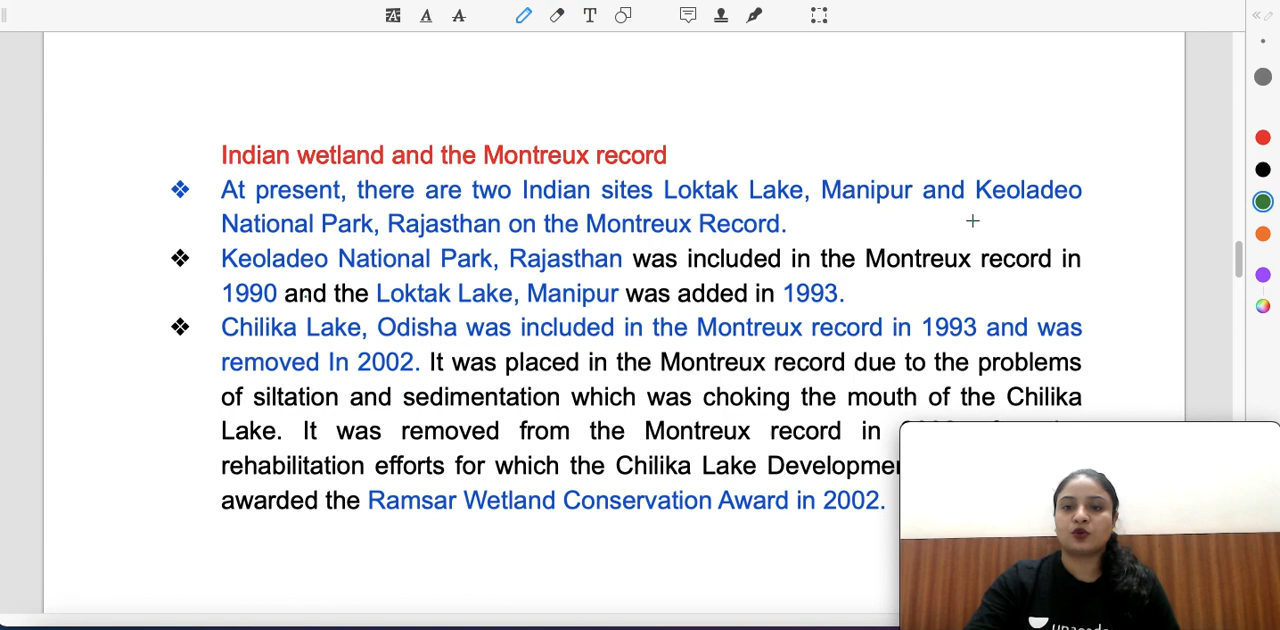 Indian wetland and the Montreux record
❖ At present, there are two Indian sites Loktak Lake, Manipur and Keoladeo
National Park, Rajasthan on the Montreux Record.
❖ Keoladeo National Park, Rajasthan was included in the Montreux record in
1990 and the Loktak Lake, Manipur was added in 1993.
❖ Chilika Lake, Odisha was included in the Montreux record in 1993 and was
removed In 2002. It was placed in the Montreux record due to the problems
of siltation and sedimentation which was choking the mouth of the Chilika
Lake. It was removed from the Montreux record in
rehabilitation efforts for which the Chilika Lake
awarded the Ramsar Wetland Conservation Award in 2002.